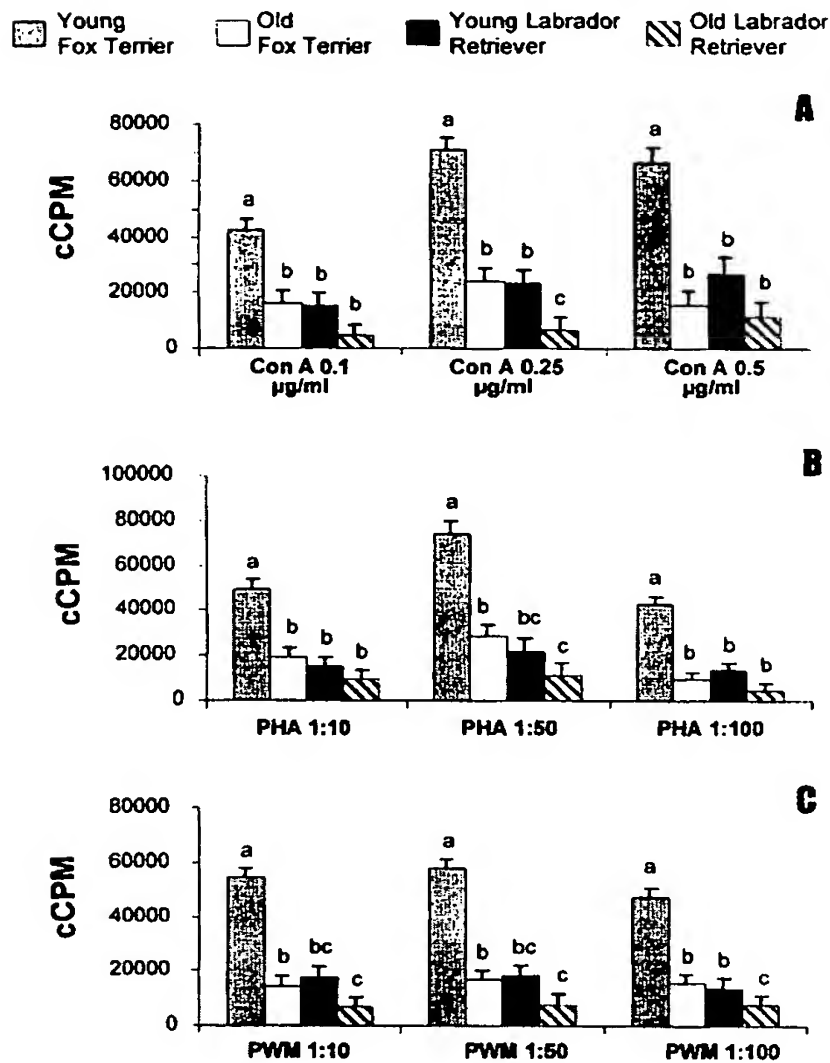 Young Fox Terrier
Old Fox Terrier
Young Labrador Retriever
Old Labrador Retriever
A
cCPM
80000
60000
40000
20000
0
a
b
b
b
a
b
b
c
a
b
b
b
Con A 0.1 µg/ml
Con A 0.25 µg/ml
Con A 0.5 µg/ml
B
cCPM
100000
80000
60000
40000
20000
0
a
b
b
b
a
b
bc
c
a
b
b
b
PHA 1:10
PHA 1:50
PHA 1:100
C
cCPM
80000
60000
40000
20000
0
a
b
bc
c
a
b
bc
c
a
b
b
c
PWM 1:10
PWM 1:50
PWM 1:100